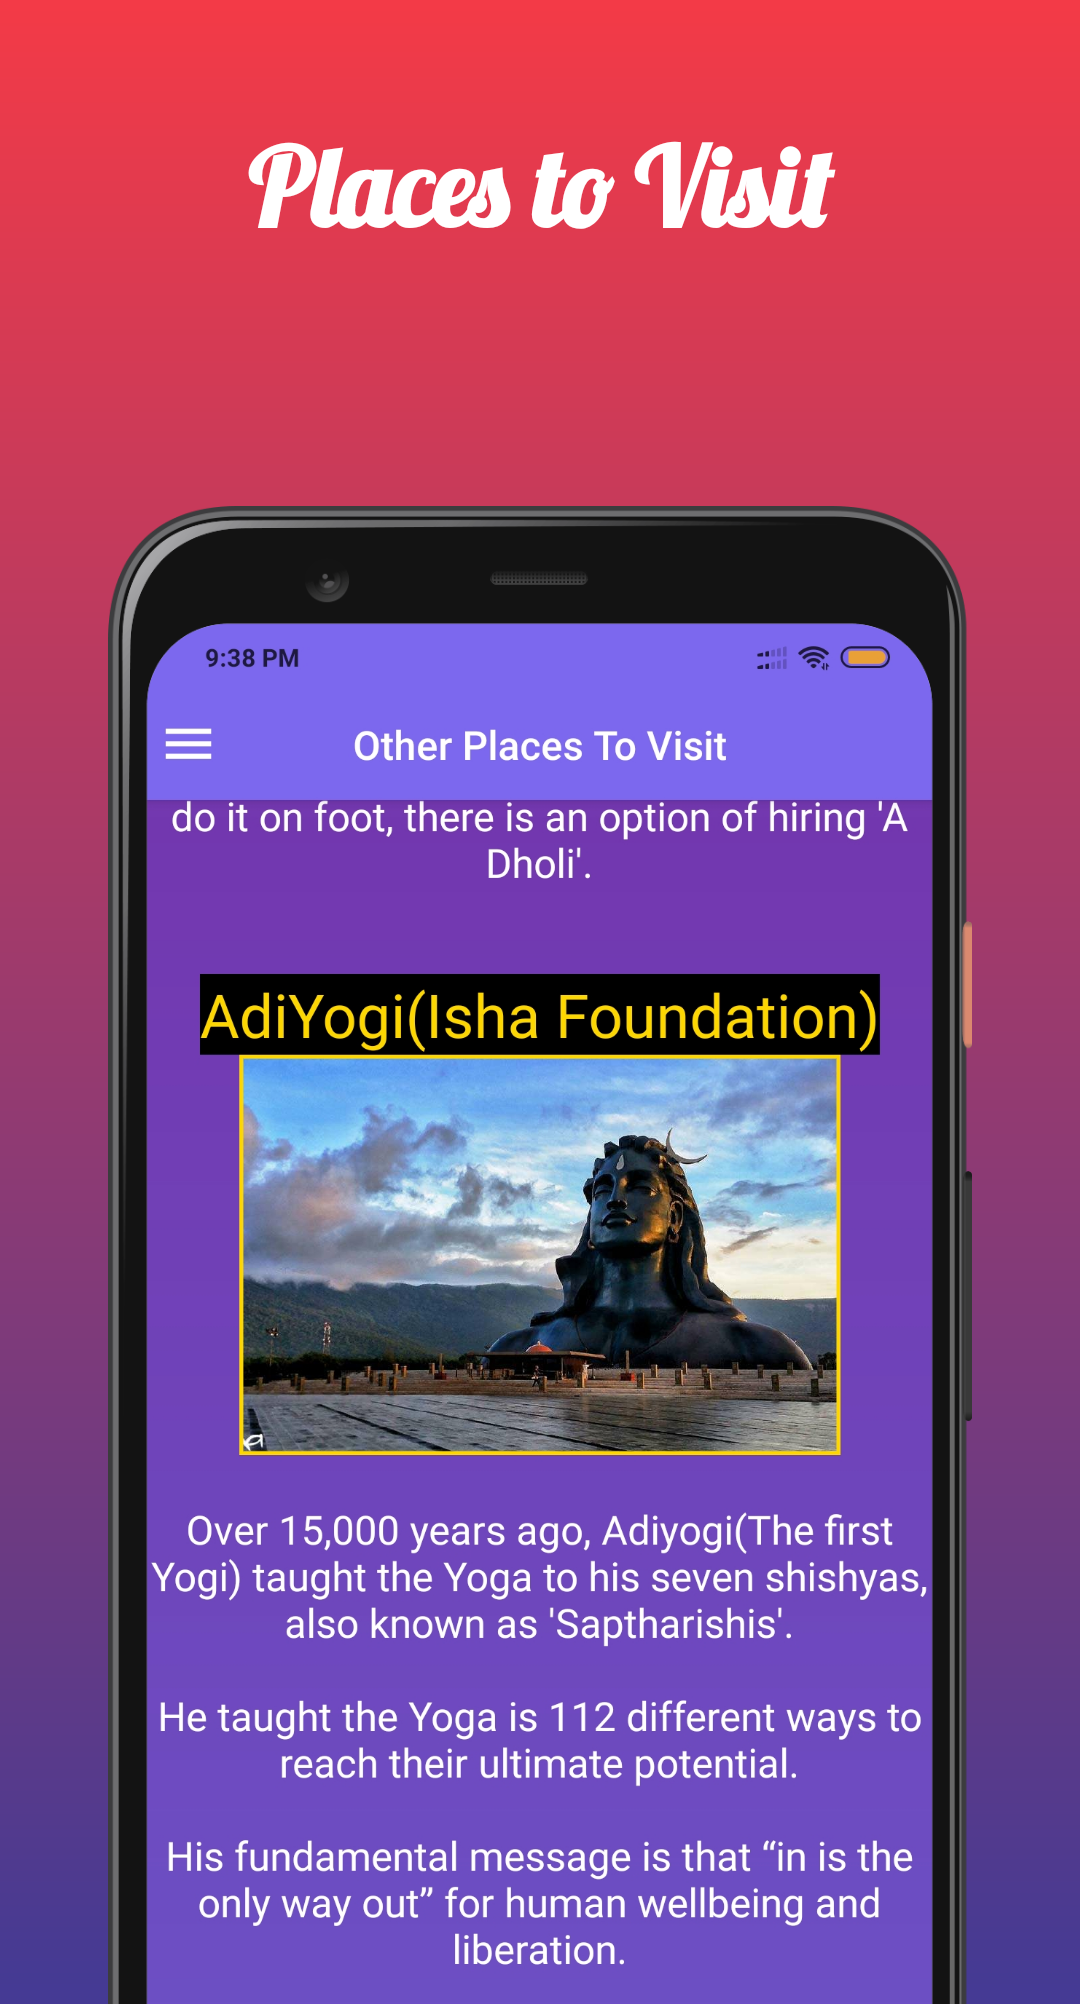 Places to Visit
9:38 PM
Other Places To Visit
do it on foot, there is an option of hiring 'A
Dholi'.
AdiYogi(Isha Foundation)
Over 15,000 years ago, Adiyogi(The first
Yogi) taught the Yoga to his seven shishyas,
also known as 'Saptharishis'.
He taught the Yoga is 112 different ways to
reach their ultimate potential.
His fundamental message is that “in is the
only way out” for human wellbeing and
liberation.